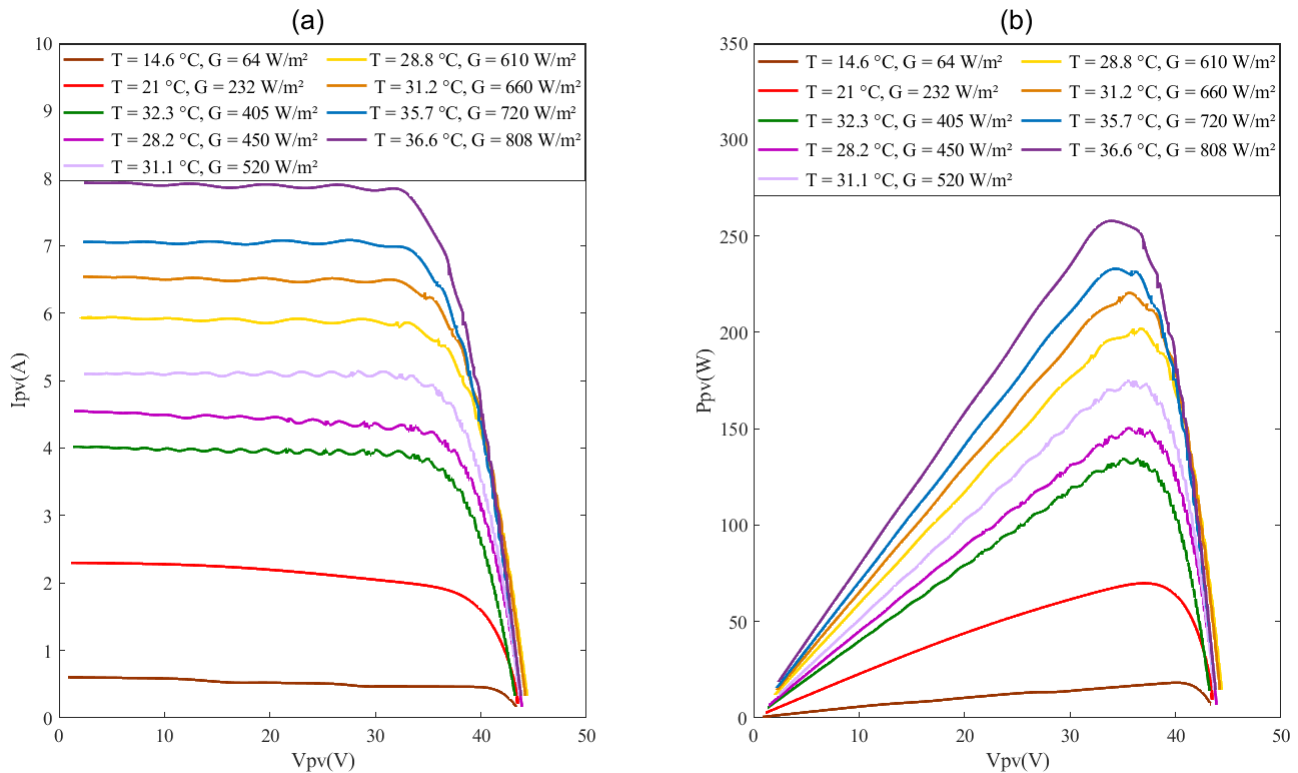 (a)
10
9
8
7
6
5
4
3
2
1
0
Ipv(A)
T = 14.6 °C, G = 64 W/m²
T = 21 °C, G = 232 W/m²
T = 32.3 °C, G = 405 W/m²
T = 28.2 °C, G = 450 W/m²
T = 31.1 °C, G = 520 W/m²
T = 28.8 °C, G = 610 W/m²
T = 31.2 °C, G = 660 W/m²
T = 35.7 °C, G = 720 W/m²
T = 36.6 °C, G = 808 W/m²
0 10 20 30 40 50
Vpv(V)
(b)
350
300
250
200
150
100
50
0
Ppv(W)
T = 14.6 °C, G = 64 W/m²
T = 21 °C, G = 232 W/m²
T = 32.3 °C, G = 405 W/m²
T = 28.2 °C, G = 450 W/m²
T = 31.1 °C, G = 520 W/m²
T = 28.8 °C, G = 610 W/m²
T = 31.2 °C, G = 660 W/m²
T = 35.7 °C, G = 720 W/m²
T = 36.6 °C, G = 808 W/m²
0 10 20 30 40 50
Vpv(V)